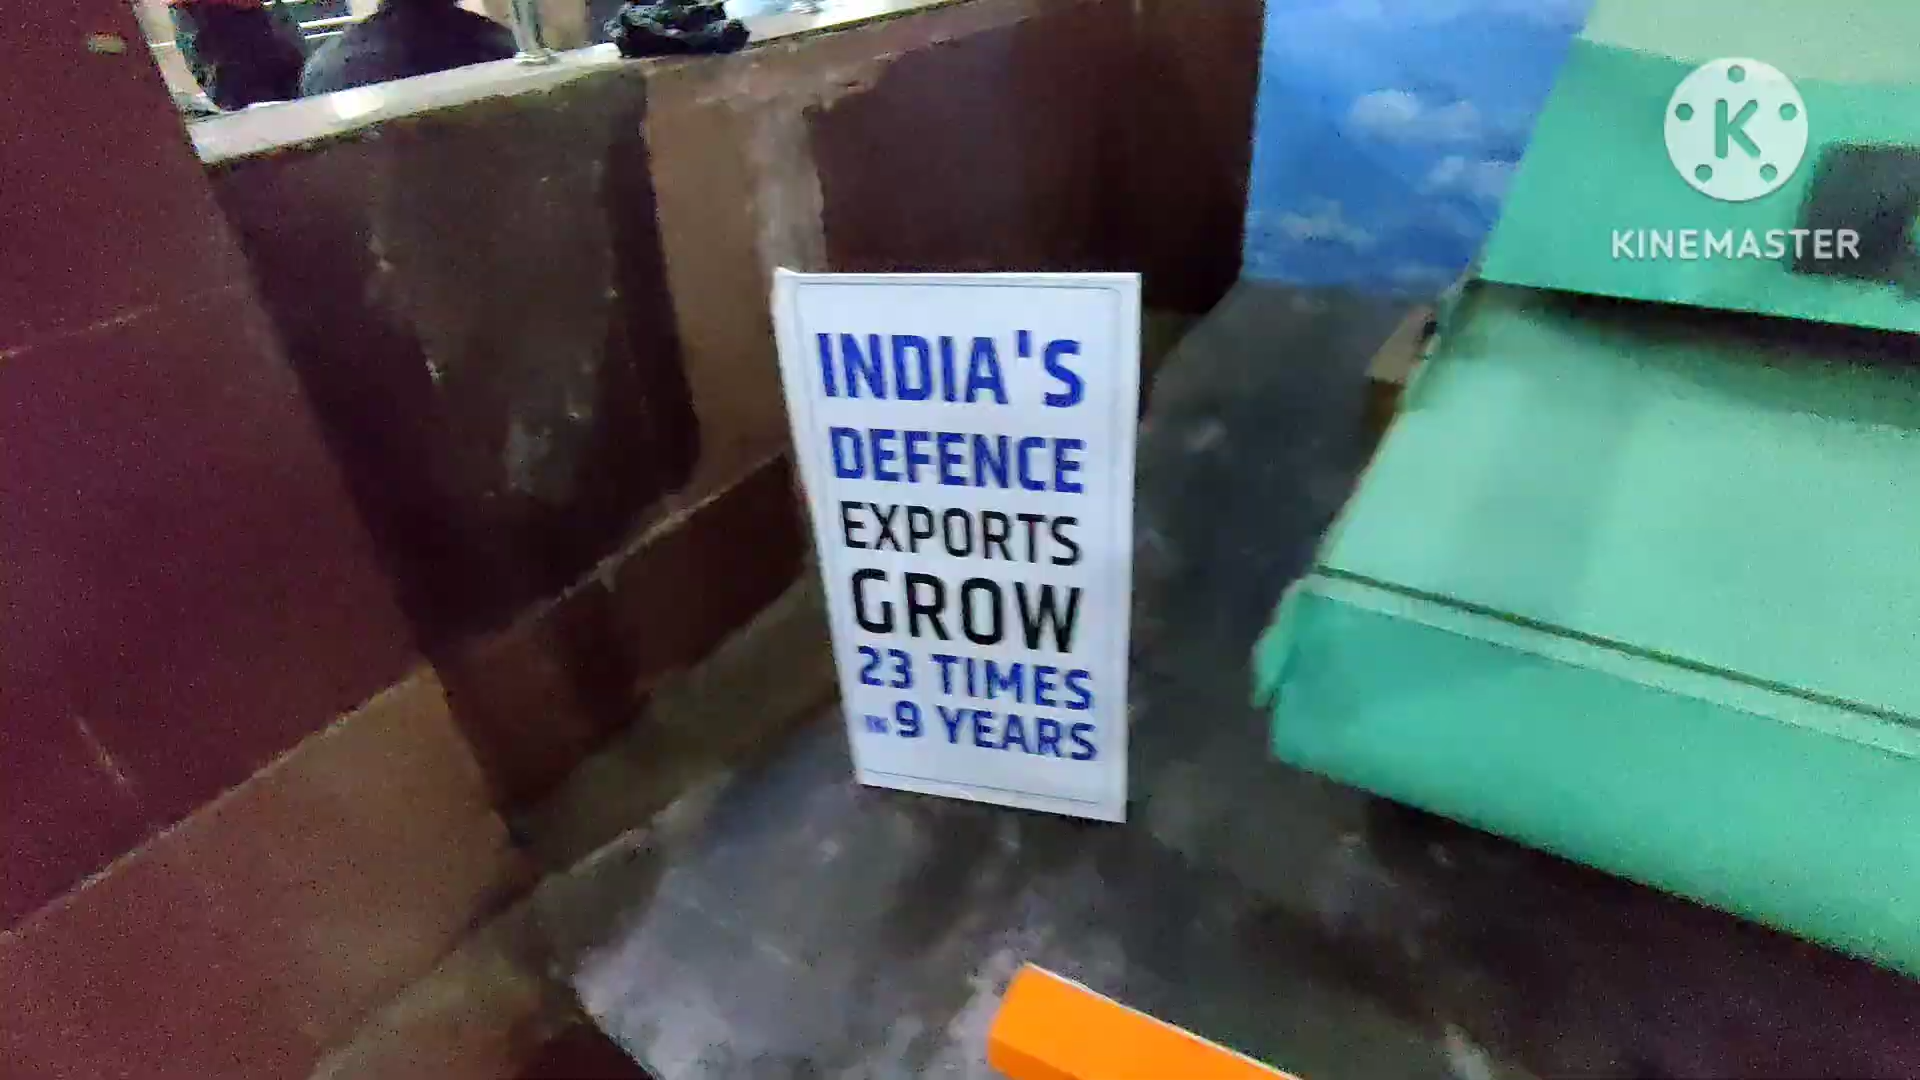 INDIA'S
DEFENCE
EXPORTS
GROW
23 TIMES
IN 9 YEARS
K
KINEMASTER